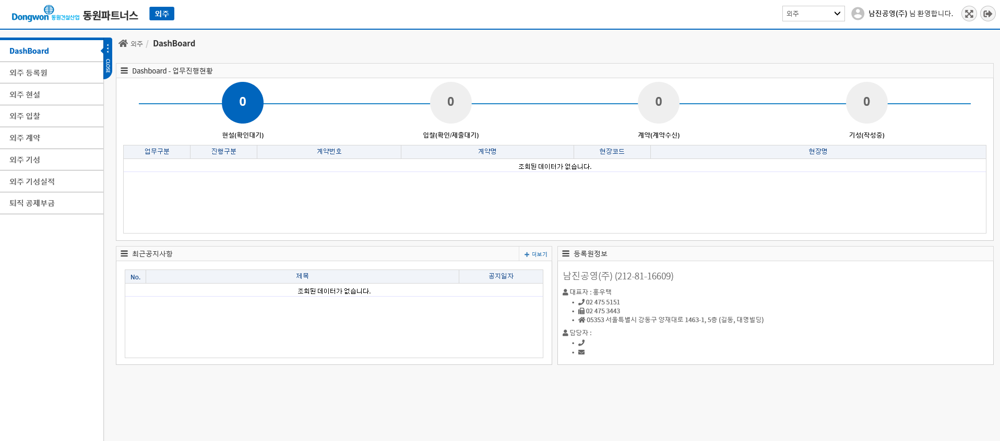 Dongwon 동원건설산업 동원파트너스 외주
외주 남진공영(주) 님 환영합니다.
DashBoard
외주 등록원
외주 현설
외주 입찰
외주 계약
외주 기성
외주 기성실적
퇴직 공제부금
CLOSE
외주 / DashBoard
Dashboard - 업무진행현황
0 0 0 0
현설(확인대기) 입찰(확인/제출대기) 계약(계약수신) 기성(작성중)
업무구분 진행구분 계약번호 계약명 현장코드 현장명
조회된 데이터가 없습니다.
최근공지사항 + 더보기
No. 제목 공지일자
조회된 데이터가 없습니다.
등록원정보
남진공영(주) (212-81-16609)
대표자 : 홍우택
• 02 475 5151
• 02 475 3443
• 05353 서울특별시 강동구 양재대로 1463-1, 5층 (길동, 대명빌딩)
담당자 :